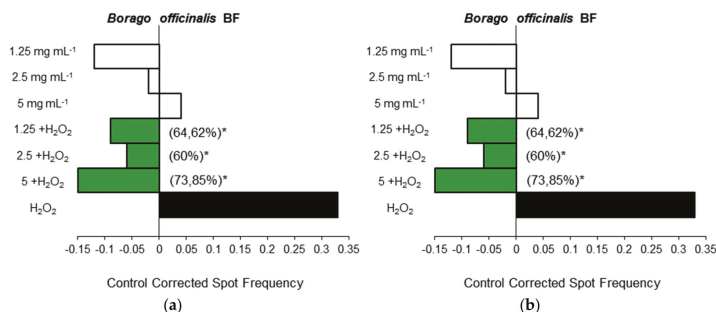 Borago officinalis BF
1.25 mg mL-1
2.5 mg mL-1
5 mg mL-1
1.25 +H2O2 (64,62%)*
2.5 +H2O2 (60%)*
5 +H2O2 (73,85%)*
H2O2
-0.15 -0.1 -0.05 0 0.05 0.1 0.15 0.2 0.25 0.3 0.35
Control Corrected Spot Frequency
(a)
Borago officinalis BF
1.25 mg mL-1
2.5 mg mL-1
5 mg mL-1
1.25 +H2O2 (64,62%)*
2.5 +H2O2 (60%)*
5 +H2O2 (73,85%)*
H2O2
-0.15 -0.1 -0.05 0 0.05 0.1 0.15 0.2 0.25 0.3 0.35
Control Corrected Spot Frequency
(b)